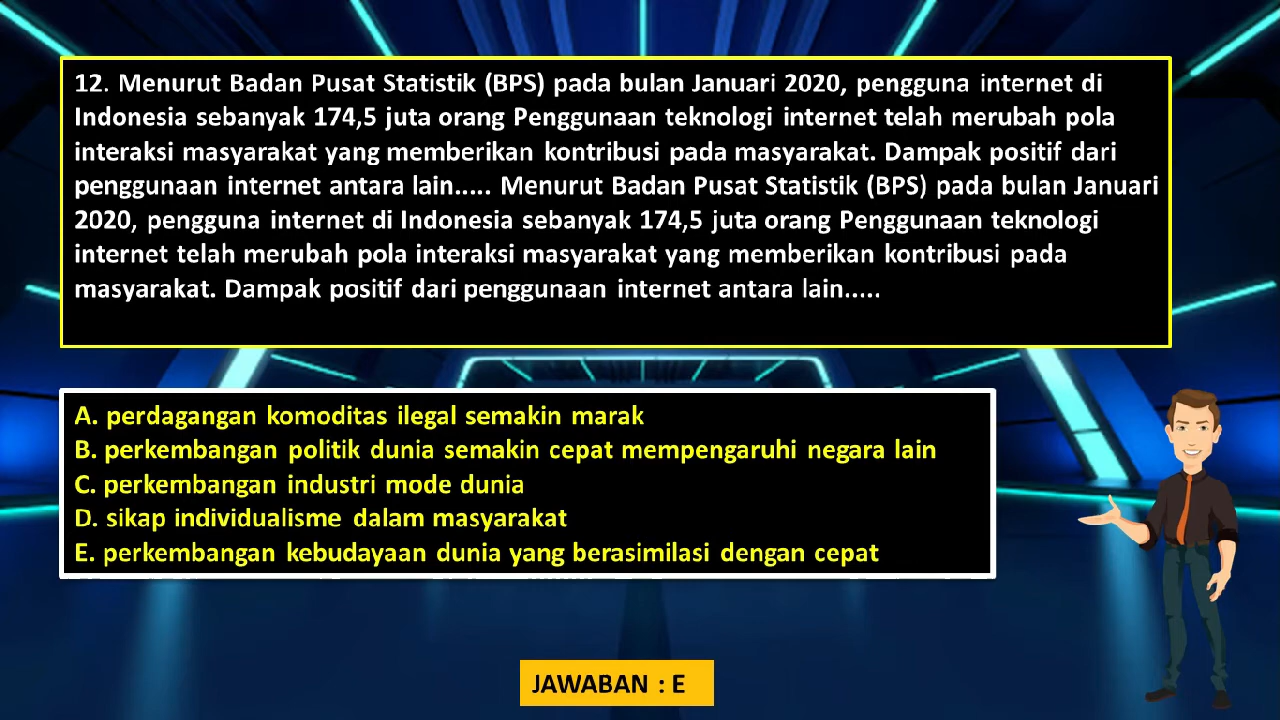 12. Menurut Badan Pusat Statistik (BPS) pada bulan Januari 2020, pengguna internet di
Indonesia sebanyak 174,5 juta orang Penggunaan teknologi internet telah merubah pola
interaksi masyarakat yang memberikan kontribusi pada masyarakat. Dampak positif dari
penggunaan internet antara lain..... Menurut Badan Pusat Statistik (BPS) pada bulan Januari
2020, pengguna internet di Indonesia sebanyak 174,5 juta orang Penggunaan teknologi
internet telah merubah pola interaksi masyarakat yang memberikan kontribusi pada
masyarakat. Dampak positif dari penggunaan internet antara lain.....
A. perdagangan komoditas ilegal semakin marak
B. perkembangan politik dunia semakin cepat mempengaruhi negara lain
C. perkembangan industri mode dunia
D. sikap individualisme dalam masyarakat
E. perkembangan kebudayaan dunia yang berasimilasi dengan cepat
JAWABAN : E